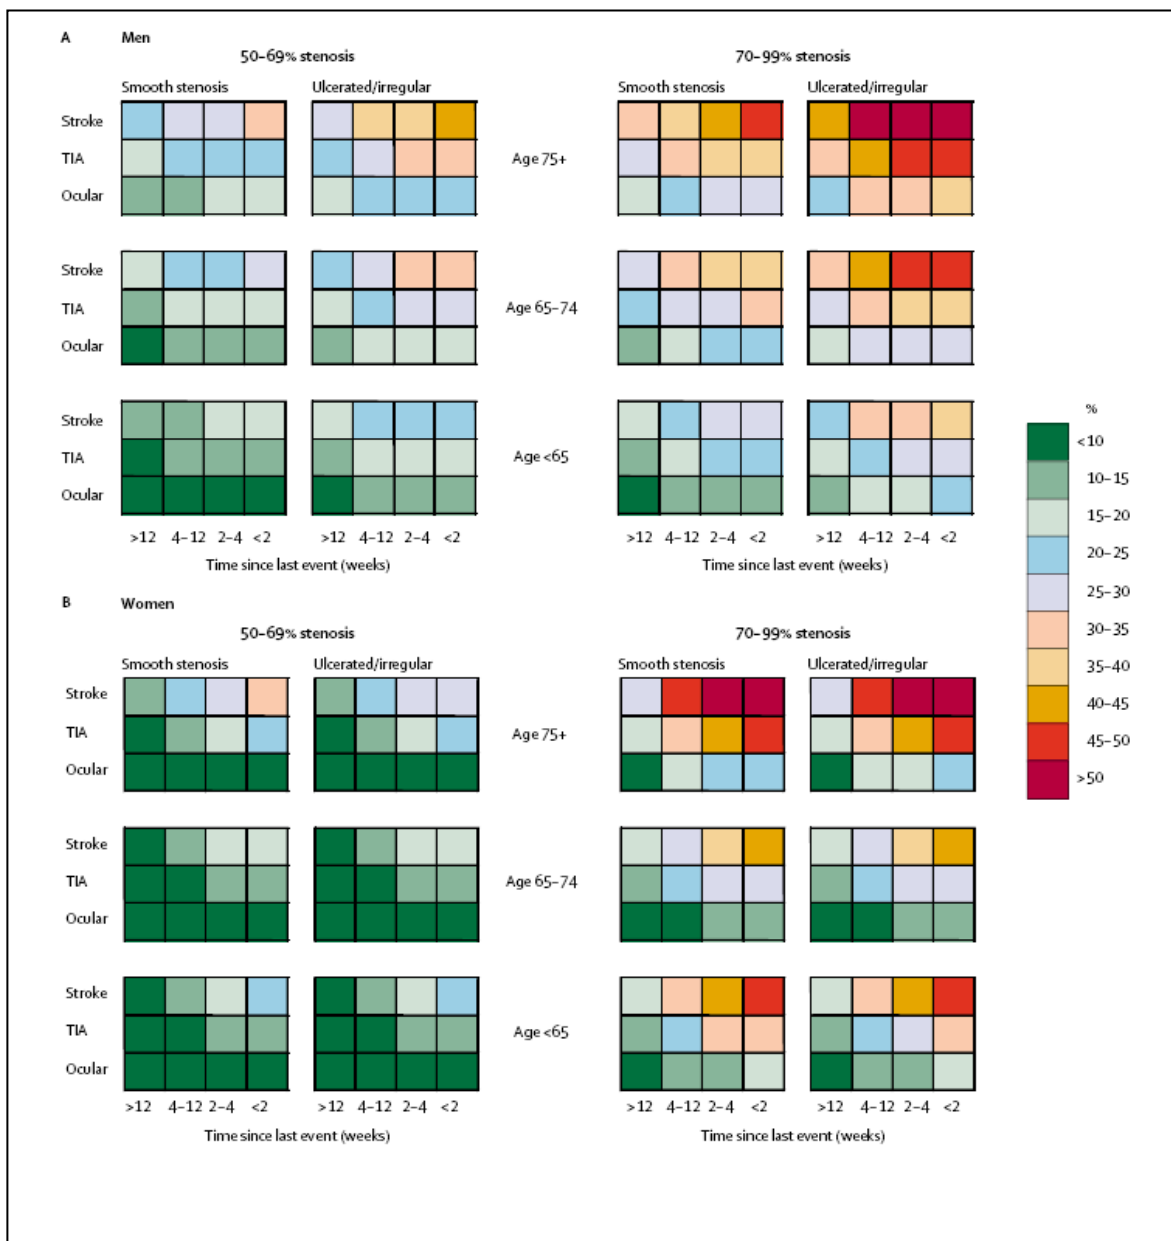 A Men
50–69% stenosis 70–99% stenosis
Smooth stenosis Ulcerated/irregular Smooth stenosis Ulcerated/irregular
Stroke
TIA Age 75+
Ocular
Stroke
TIA Age 65–74
Ocular
Stroke
TIA Age <65
Ocular
>12 4–12 2–4 <2 >12 4–12 2–4 <2 >12 4–12 2–4 <2 >12 4–12 2–4 <2
Time since last event (weeks) Time since last event (weeks)
%
<10
10–15
15–20
20–25
25–30
30–35
35–40
40–45
45–50
>50
B Women
50–69% stenosis 70–99% stenosis
Smooth stenosis Ulcerated/irregular Smooth stenosis Ulcerated/irregular
Stroke
TIA Age 75+
Ocular
Stroke
TIA Age 65–74
Ocular
Stroke
TIA Age <65
Ocular
>12 4–12 2–4 <2 >12 4–12 2–4 <2 >12 4–12 2–4 <2 >12 4–12 2–4 <2
Time since last event (weeks) Time since last event (weeks)